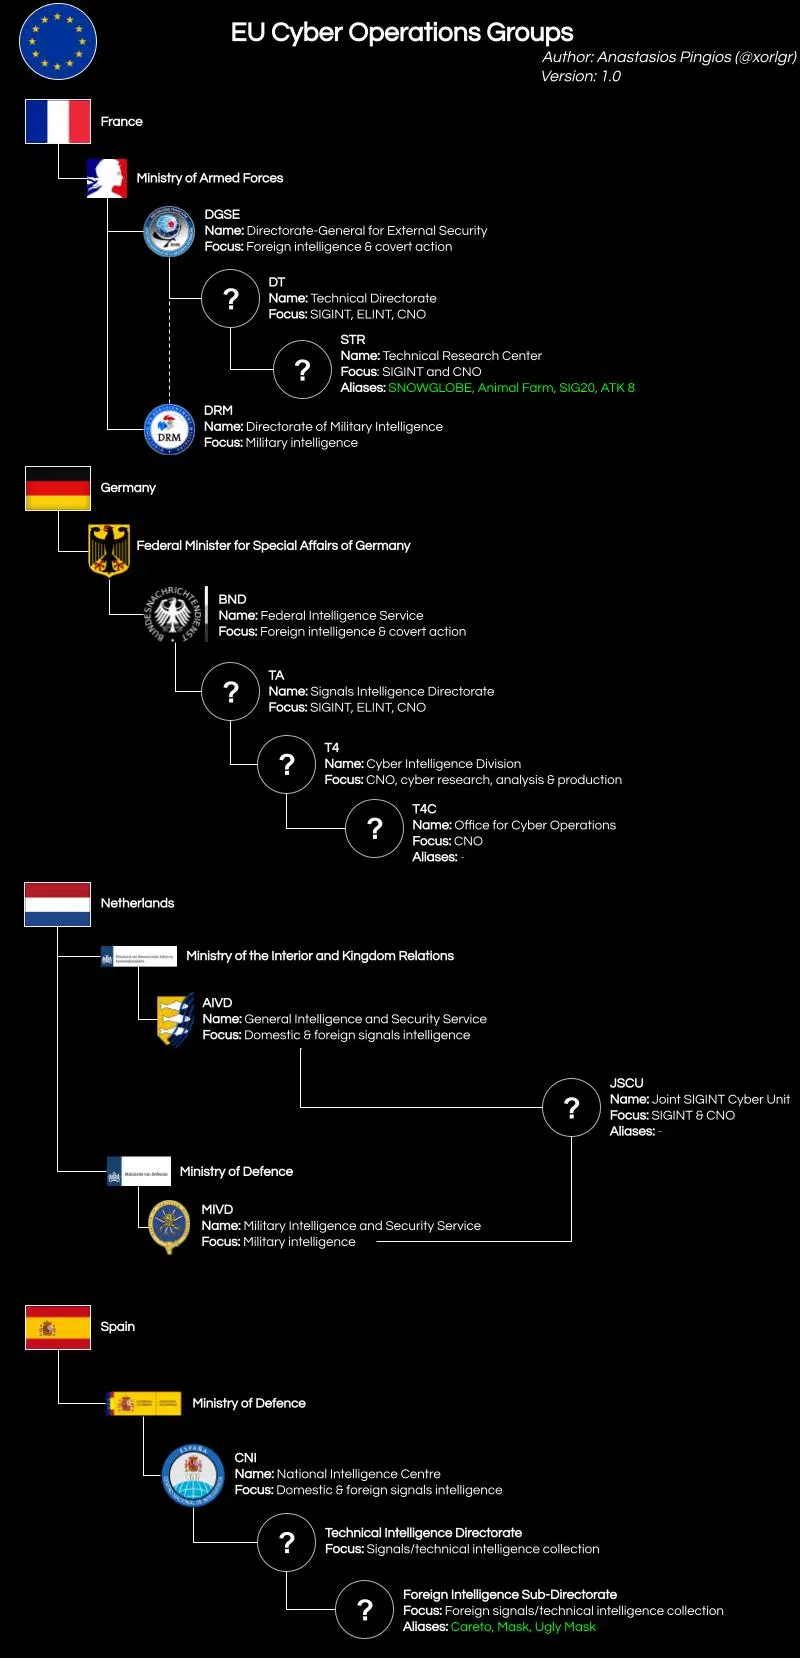 EU Cyber Operations Groups
Author: Anastasios Pingios (@xorlgr)
Version: 1.0
France
Ministry of Armed Forces
DGSE
Name: Directorate-General for External Security
Focus: Foreign intelligence & covert action
?
DT
Name: Technical Directorate
Focus: SIGINT, ELINT, CNO
?
STR
Name: Technical Research Center
Focus: SIGINT and CNO
Aliases: SNOWGLOBE, Animal Farm, SIG20, ATK 8
DRM
DRM
Name: Directorate of Military Intelligence
Focus: Military intelligence
Germany
Federal Minister for Special Affairs of Germany
BUNDESNACHRICHTENDIENST
BND
Name: Federal Intelligence Service
Focus: Foreign intelligence & covert action
?
TA
Name: Signals Intelligence Directorate
Focus: SIGINT, ELINT, CNO
?
T4
Name: Cyber Intelligence Division
Focus: CNO, cyber research, analysis & production
?
T4C
Name: Office for Cyber Operations
Focus: CNO
Aliases: -
Netherlands
Ministry of the Interior and Kingdom Relations
AIVD
Name: General Intelligence and Security Service
Focus: Domestic & foreign signals intelligence
?
JSCU
Name: Joint SIGINT Cyber Unit
Focus: SIGINT & CNO
Aliases: -
Ministerie van Defensie
Ministry of Defence
MIVD
Name: Military Intelligence and Security Service
Focus: Military intelligence
Spain
Ministry of Defence
ESPAÑA
CNI
Name: National Intelligence Centre
Focus: Domestic & foreign signals intelligence
?
Technical Intelligence Directorate
Focus: Signals/technical intelligence collection
?
Foreign Intelligence Sub-Directorate
Focus: Foreign signals/technical intelligence collection
Aliases: Careto, Mask, Ugly Mask